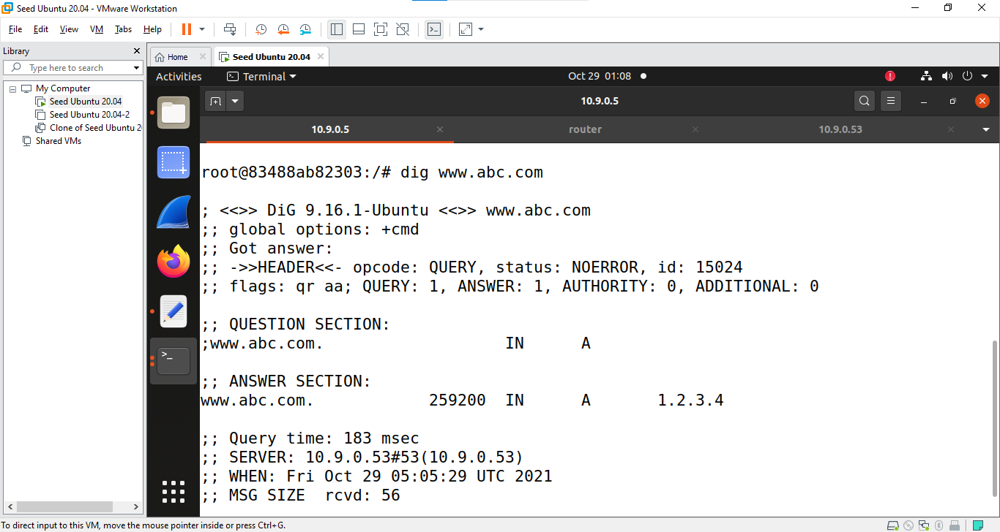 Seed Ubuntu 20.04 - VMware Workstation
File Edit View VM Tabs Help
Library
Type here to search
My Computer
Seed Ubuntu 20.04
Seed Ubuntu 20.04-2
Clone of Seed Ubuntu 2
Shared VMs
Home Seed Ubuntu 20.04
Activities Terminal Oct 29 01:08
10.9.0.5
10.9.0.5 router 10.9.0.53
root@83488ab82303:/# dig www.abc.com
; <<>> DiG 9.16.1-Ubuntu <<>> www.abc.com
;; global options: +cmd
;; Got answer:
;; ->>HEADER<<- opcode: QUERY, status: NOERROR, id: 15024
;; flags: qr aa; QUERY: 1, ANSWER: 1, AUTHORITY: 0, ADDITIONAL: 0
;; QUESTION SECTION:
;www.abc.com. IN A
;; ANSWER SECTION:
www.abc.com. 259200 IN A 1.2.3.4
;; Query time: 183 msec
;; SERVER: 10.9.0.53#53(10.9.0.53)
;; WHEN: Fri Oct 29 05:05:29 UTC 2021
;; MSG SIZE rcvd: 56
To direct input to this VM, move the mouse pointer inside or press Ctrl+G.